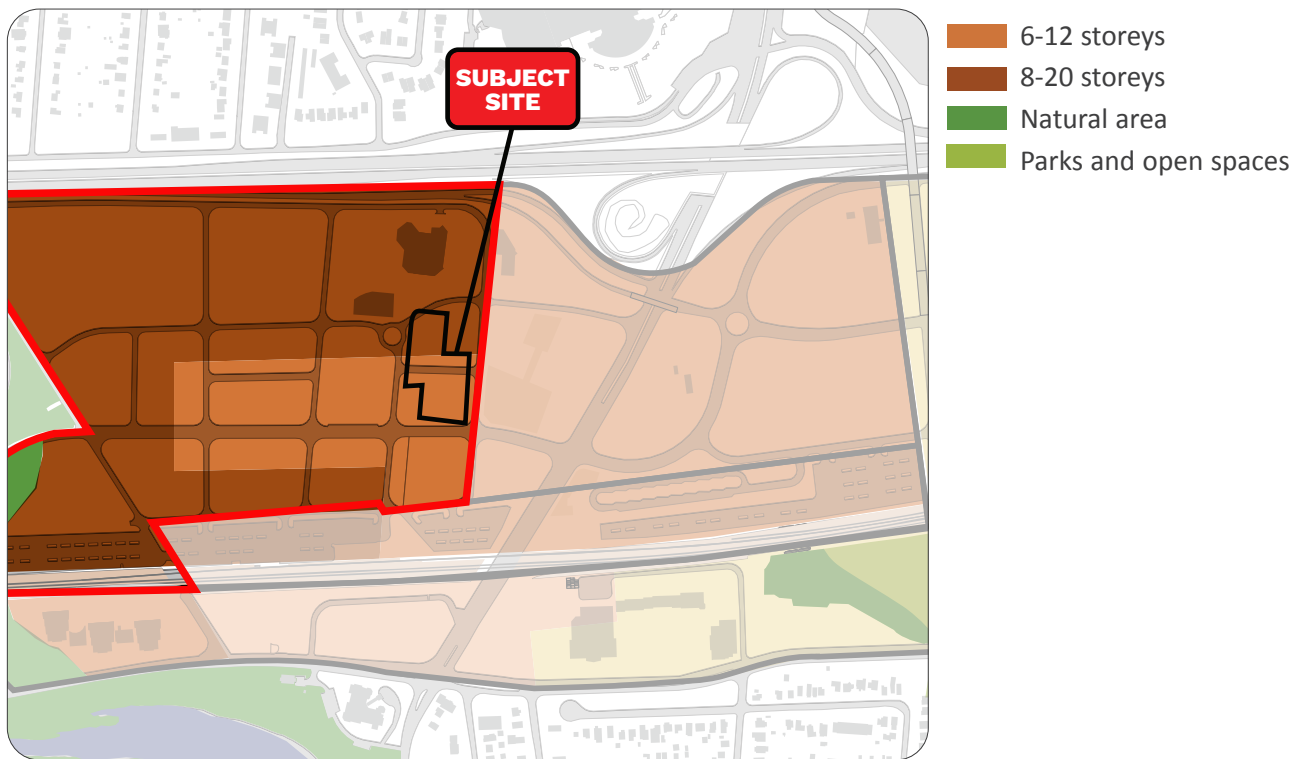 SUBJECT
SITE
6-12 storeys
8-20 storeys
Natural area
Parks and open spaces